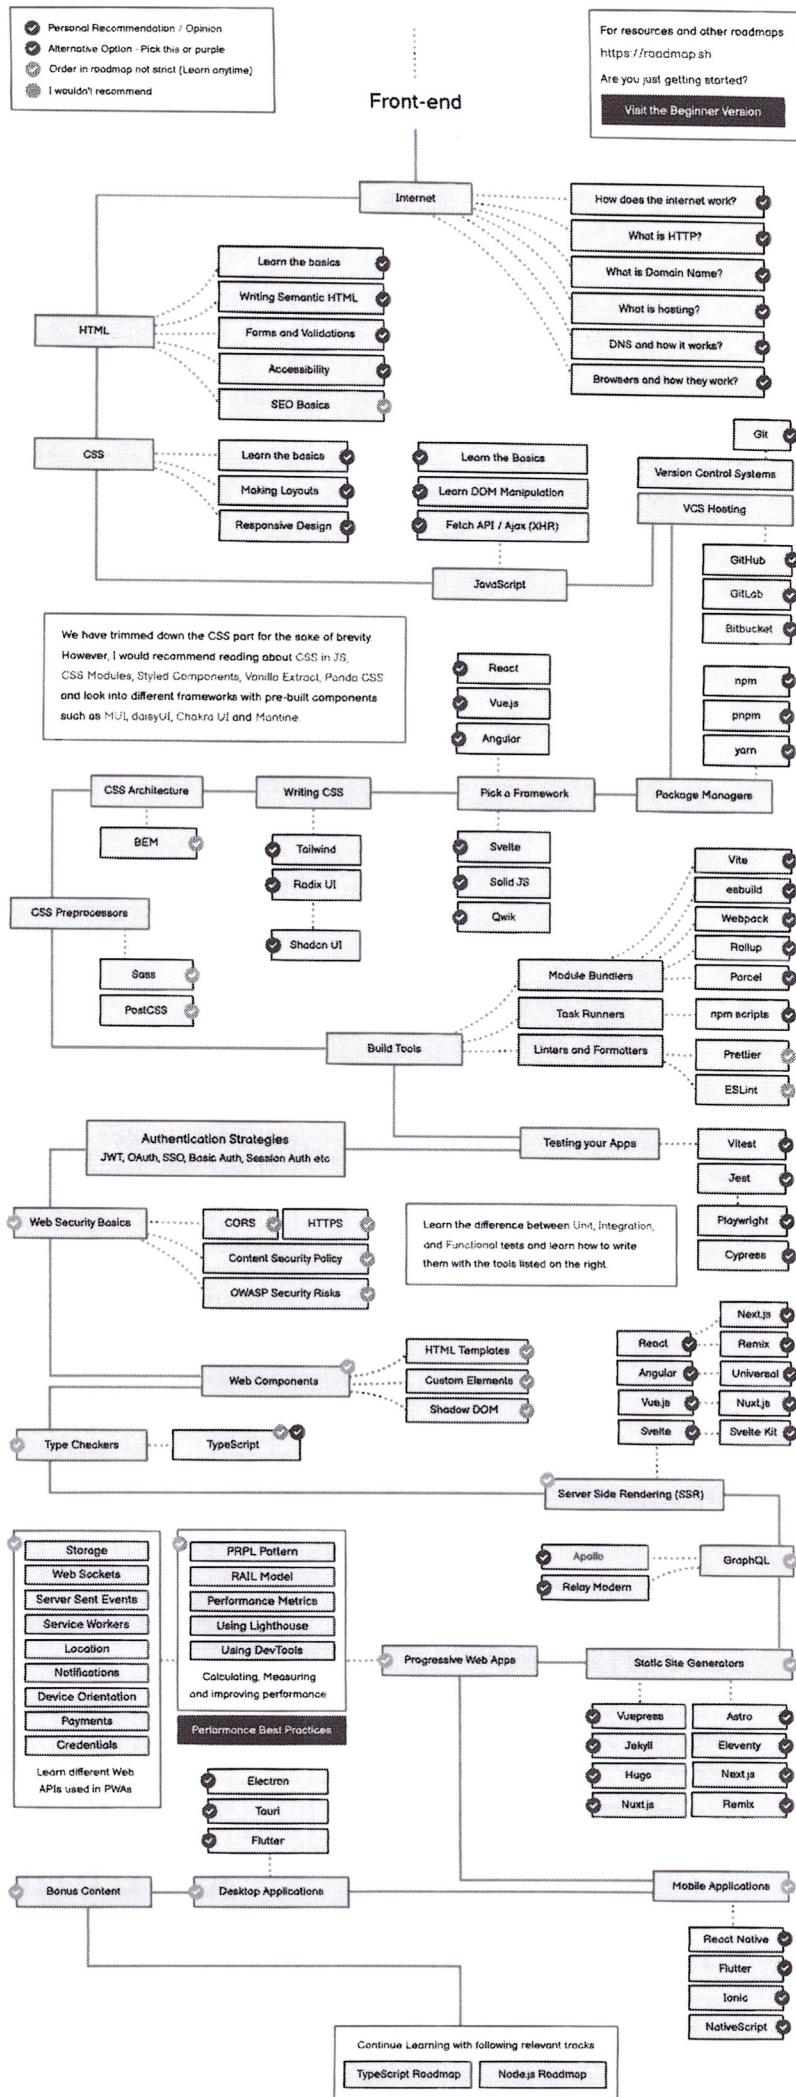 Personal Recommendation / Opinion
Alternative Option - Pick this or purple
Order in roadmap not strict (Learn anytime)
I wouldn't recommend
For resources and other roadmaps
https://roadmap.sh
Are you just getting started?
Visit the Beginner Version
Front-end
Internet
How does the internet work?
What is HTTP?
What is Domain Name?
What is hosting?
DNS and how it works?
Browsers and how they work?
Learn the basics
Writing Semantic HTML
Forms and Validations
Accessibility
SEO Basics
HTML
CSS
Learn the basics
Making Layouts
Responsive Design
Learn the Basics
Learn DOM Manipulation
Fetch API / Ajax (XHR)
JavaScript
Git
Version Control Systems
VCS Hosting
GitHub
GitLab
Bitbucket
We have trimmed down the CSS part for the sake of brevity.
However, I would recommend reading about CSS in JS,
CSS Modules, Styled Components, Vanilla Extract, Panda CSS
and look into different frameworks with pre-built components
such as MUI, daisyUI, Chakra UI and Mantine.
React
Vue.js
Angular
npm
pnpm
yarn
CSS Architecture
Writing CSS
Pick a Framework
Package Managers
BEM
Tailwind
Radix UI
Shadcn UI
Svelte
Solid JS
Qwik
CSS Preprocessors
Sass
PostCSS
Vite
esbuild
Webpack
Rollup
Parcel
Module Bundlers
Task Runners
npm scripts
Linters and Formatters
Prettier
ESLint
Build Tools
Authentication Strategies
JWT, OAuth, SSO, Basic Auth, Session Auth etc
Testing your Apps
Vitest
Jest
Playwright
Cypress
Web Security Basics
CORS
HTTPS
Content Security Policy
OWASP Security Risks
Learn the difference between Unit, Integration,
and Functional tests and learn how to write
them with the tools listed on the right.
Web Components
HTML Templates
Custom Elements
Shadow DOM
Next.js
React
Remix
Angular
Universal
Vue.js
Nuxt.js
Svelte
Svelte Kit
Type Checkers
TypeScript
Server Side Rendering (SSR)
Storage
Web Sockets
Server Sent Events
Service Workers
Location
Notifications
Device Orientation
Payments
Credentials
Learn different Web
APIs used in PWAs
PRPL Pattern
RAIL Model
Performance Metrics
Using Lighthouse
Using DevTools
Calculating, Measuring
and improving performance
Performance Best Practices
Apollo
Relay Modern
GraphQL
Progressive Web Apps
Static Site Generators
Vuepress
Astro
Jekyll
Eleventy
Hugo
Next.js
Nuxt.js
Remix
Electron
Tauri
Flutter
Bonus Content
Desktop Applications
Mobile Applications
React Native
Flutter
Ionic
NativeScript
Continue Learning with following relevant tracks
TypeScript Roadmap
Node.js Roadmap